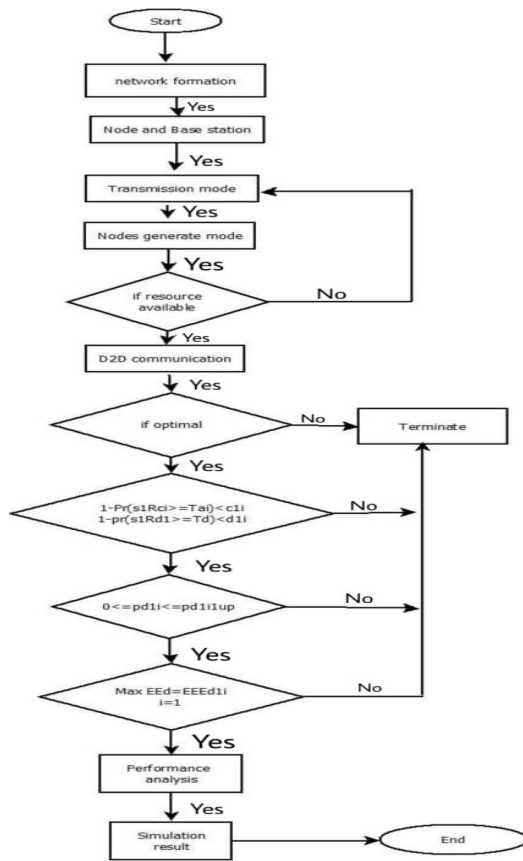 Start
network formation
Yes
Node and Base station
Yes
Transmission mode
Yes
Nodes generate mode
Yes
if resource
available
No
Yes
D2D communication
Yes
if optimal
No
Terminate
Yes
1-Pr(s1Rci>=Tai)<c1i
1-pr(s1Rd1>=Td)<d1i
No
Yes
0<=pd1i<=pd1i1up
No
Yes
Max EEd=EEEd1i
i=1
No
Yes
Performance
analysis
Yes
Simulation
result
End